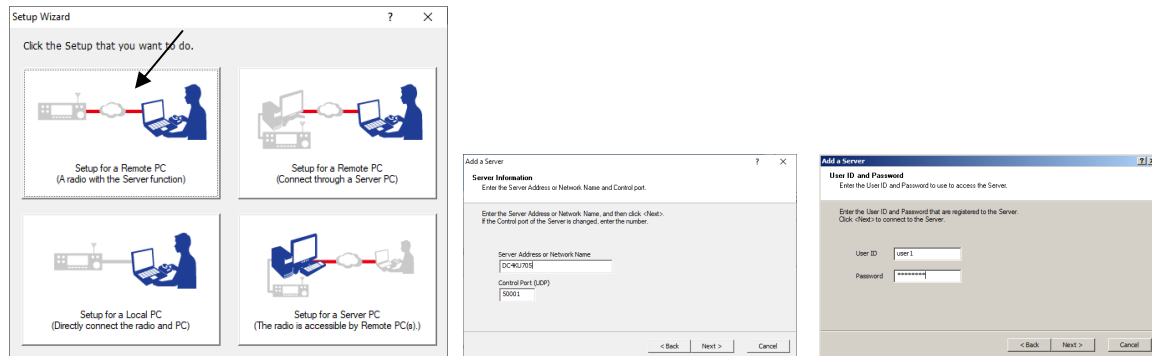 Setup Wizard
?
Click the Setup that you want to do.
Setup for a Remote PC
(A radio with the Server function)
Setup for a Remote PC
(Connect through a Server PC)
Setup for a Local PC
(Directly connect the radio and PC)
Setup for a Server PC
(The radio is accessible by Remote PC(s).)
Add a Server
?
Server Information
Enter the Server Address or Network Name and Control port.
Enter the Server Address or Network Name, and then click <Next>.
If the Control port of the Server is changed, enter the number.
Server Address or Network Name
DC4KU705
Control Port (UDP)
50001
< Back
Next >
Cancel
Add a Server
?
User ID and Password
Enter the User ID and Password to use to access the Server.
Enter the User ID and Password that are registered to the Server.
Click <Next> to connect to the Server.
User ID
user1
Password
********
< Back
Next >
Cancel